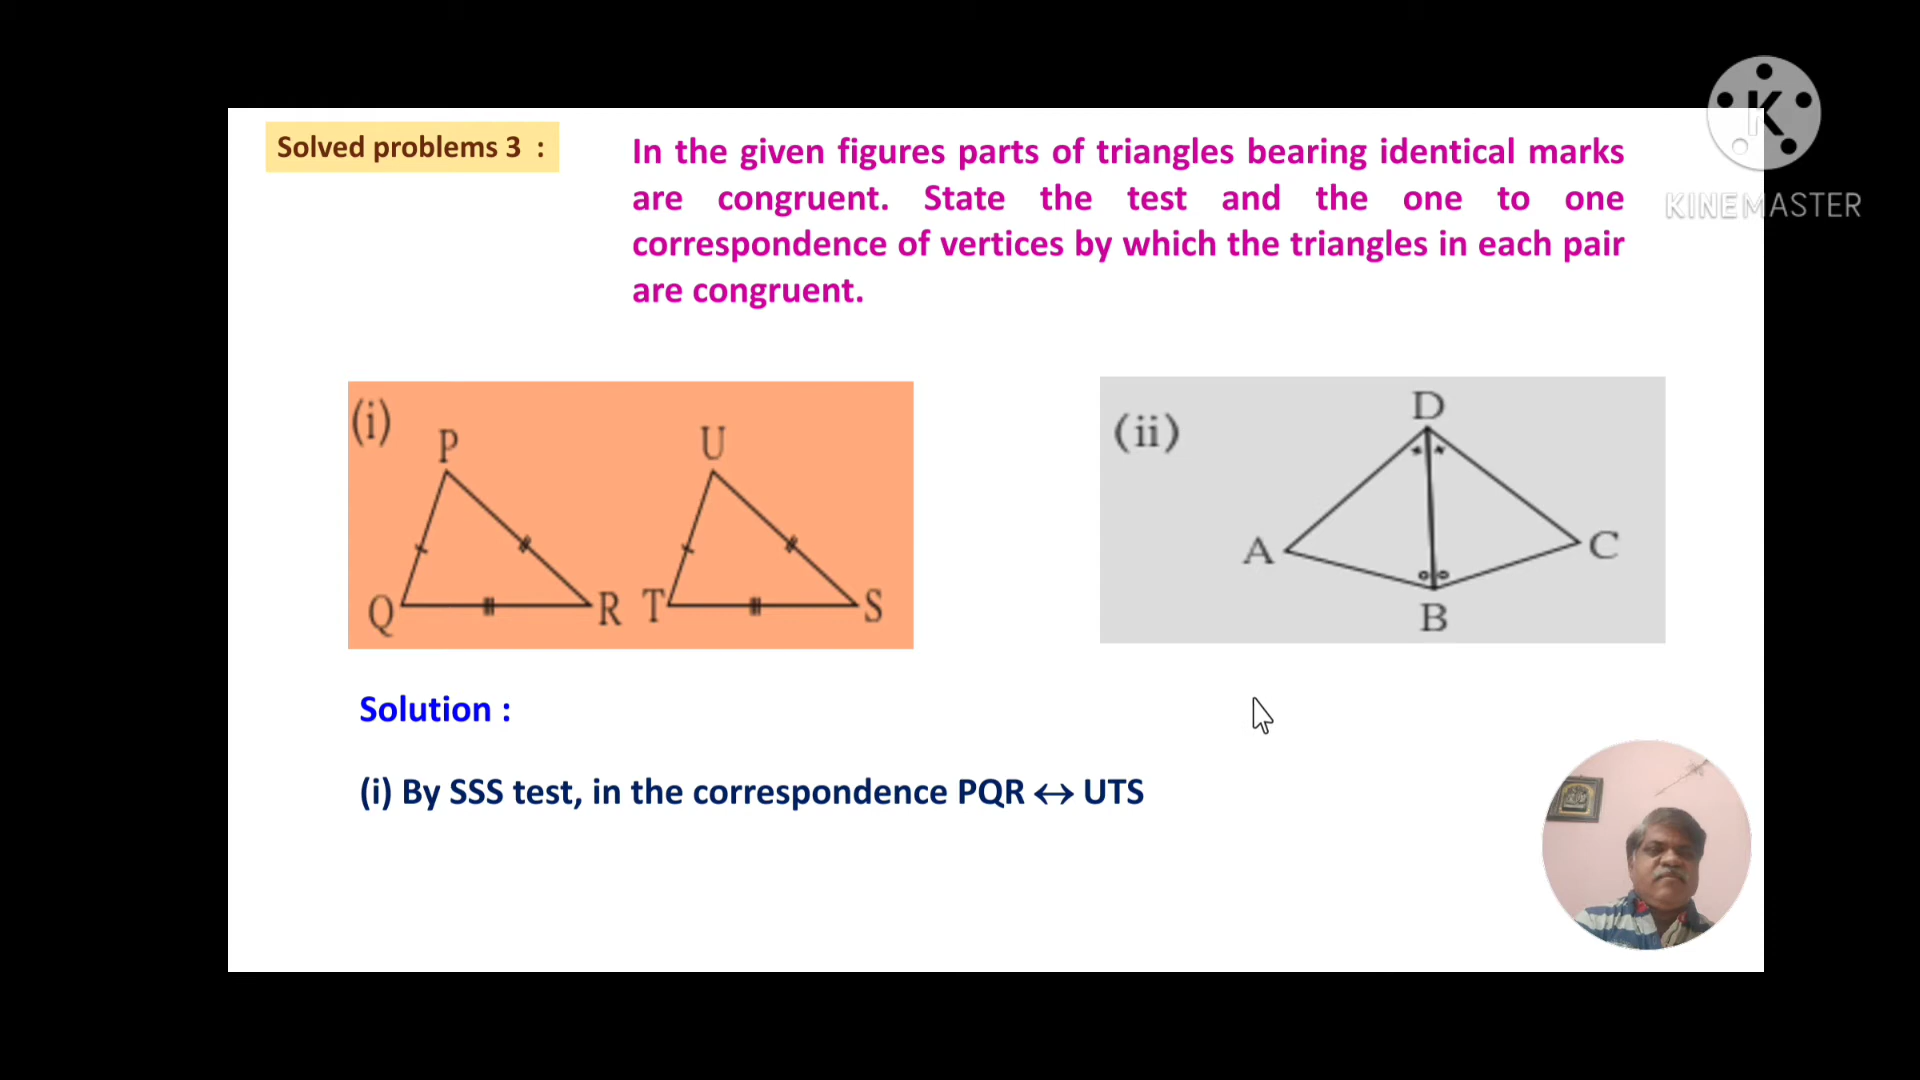 Solved problems 3 :
In the given figures parts of triangles bearing identical marks
are congruent. State the test and the one to one
correspondence of vertices by which the triangles in each pair
are congruent.
K
KINEMASTER
(i)
P
U
Q
R
T
S
(ii)
D
A
C
B
Solution :
(i) By SSS test, in the correspondence PQR ↔ UTS